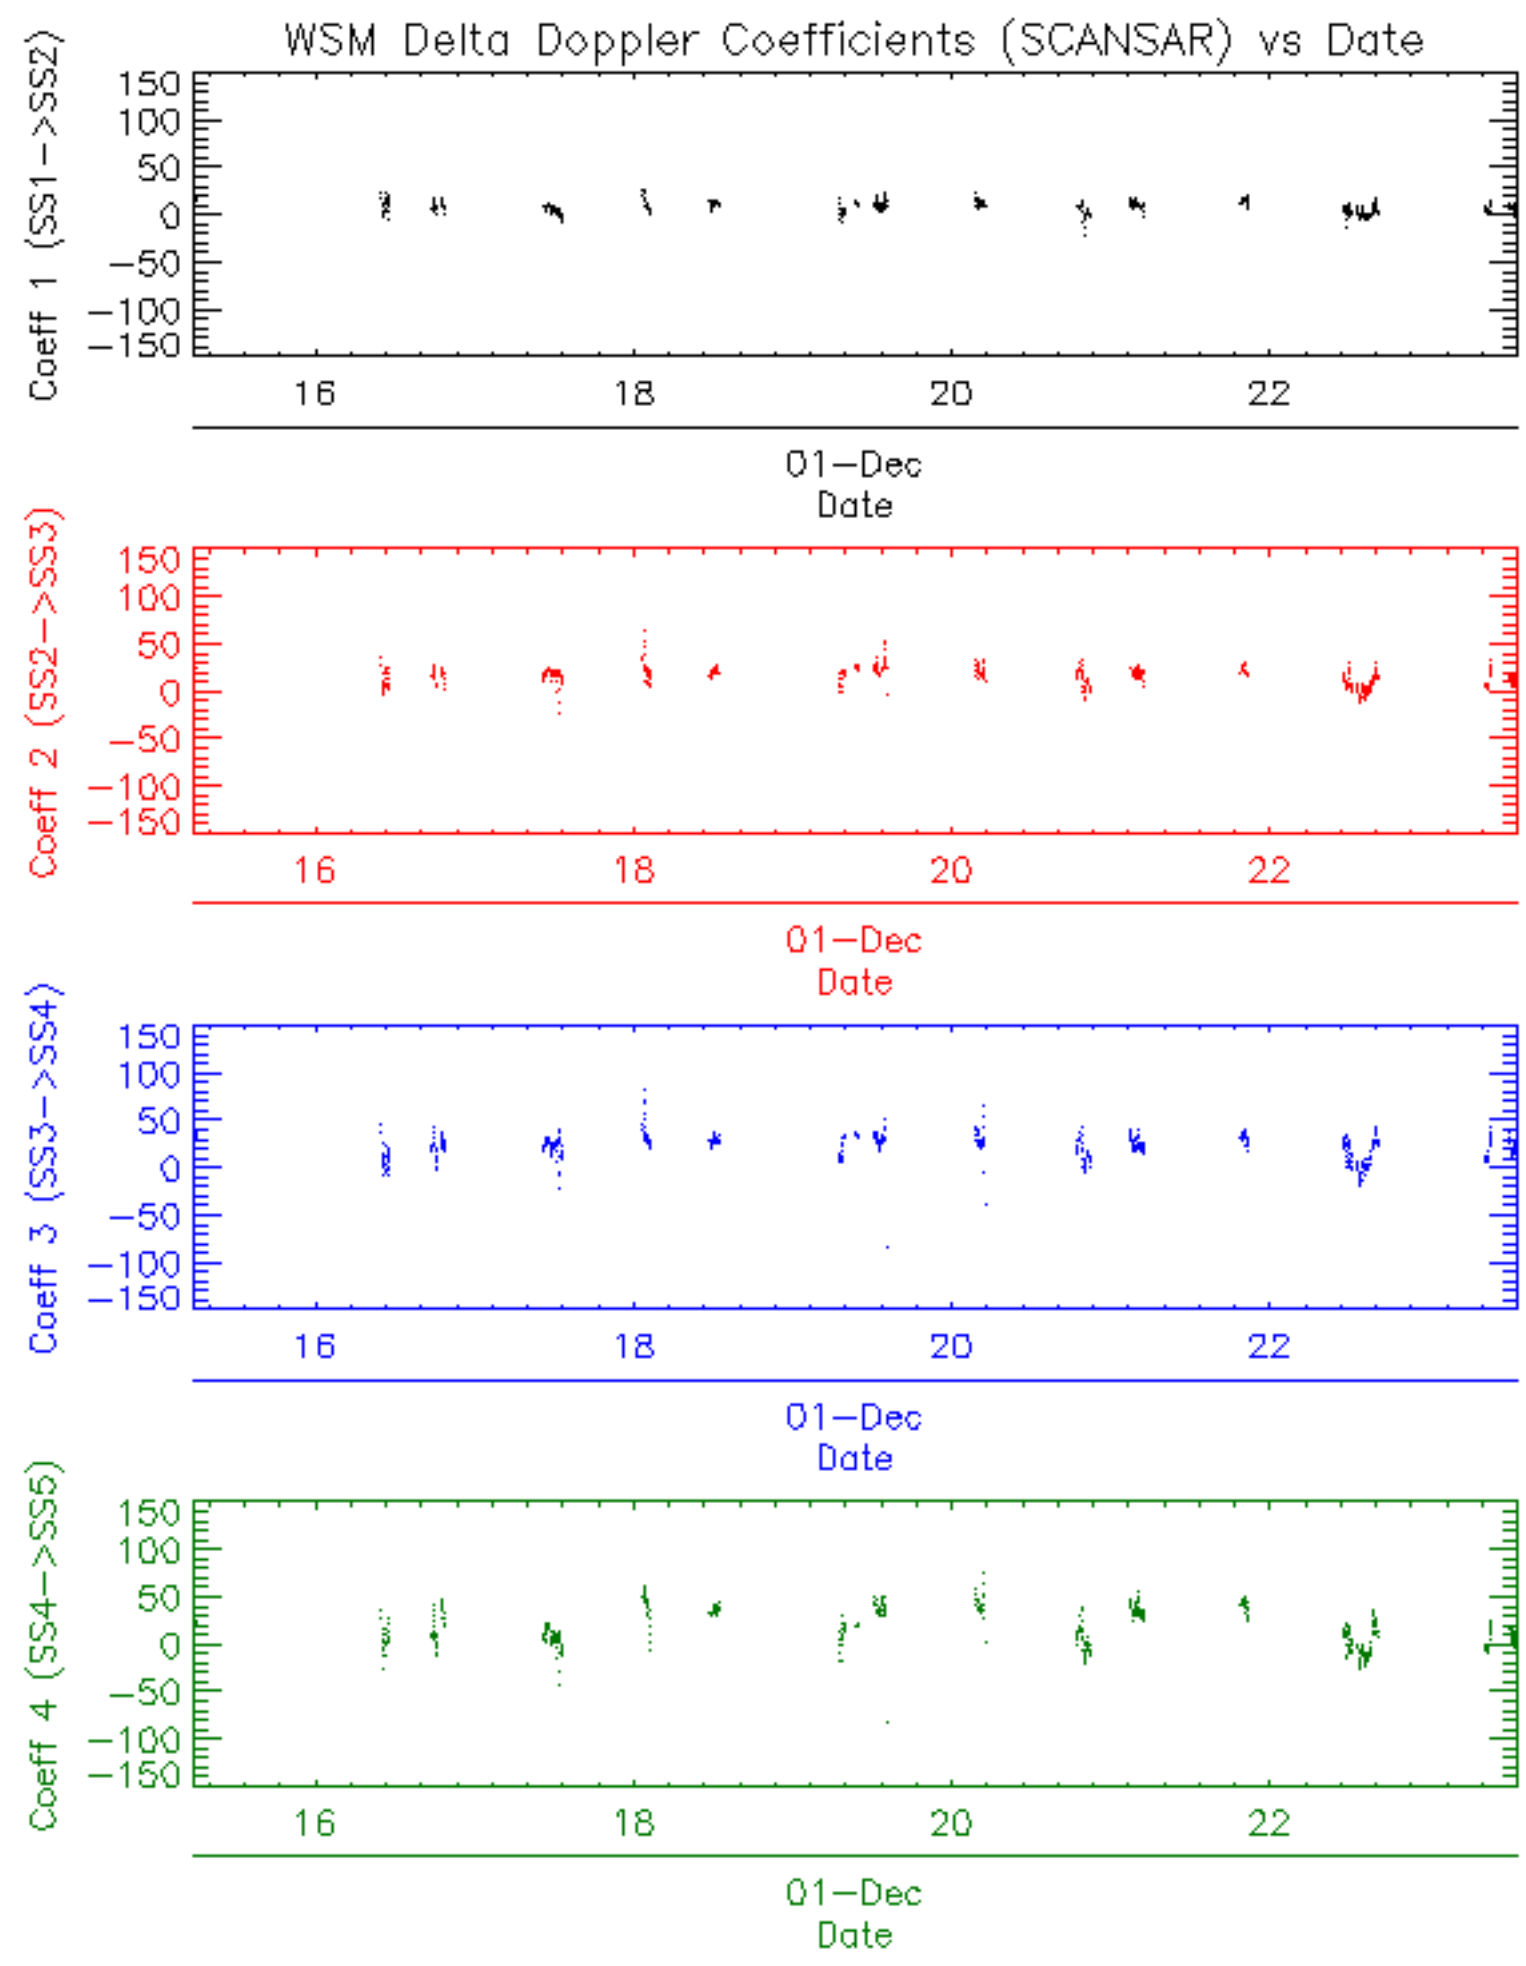 WSM Delta Doppler Coefficients (SCANSAR) vs Date
Coeff 1 (SS1->SS2)
150
100
50
0
-50
-100
-150
16 18 20 22
01-Dec
Date
Coeff 2 (SS2->SS3)
150
100
50
0
-50
-100
-150
16 18 20 22
01-Dec
Date
Coeff 3 (SS3->SS4)
150
100
50
0
-50
-100
-150
16 18 20 22
01-Dec
Date
Coeff 4 (SS4->SS5)
150
100
50
0
-50
-100
-150
16 18 20 22
01-Dec
Date